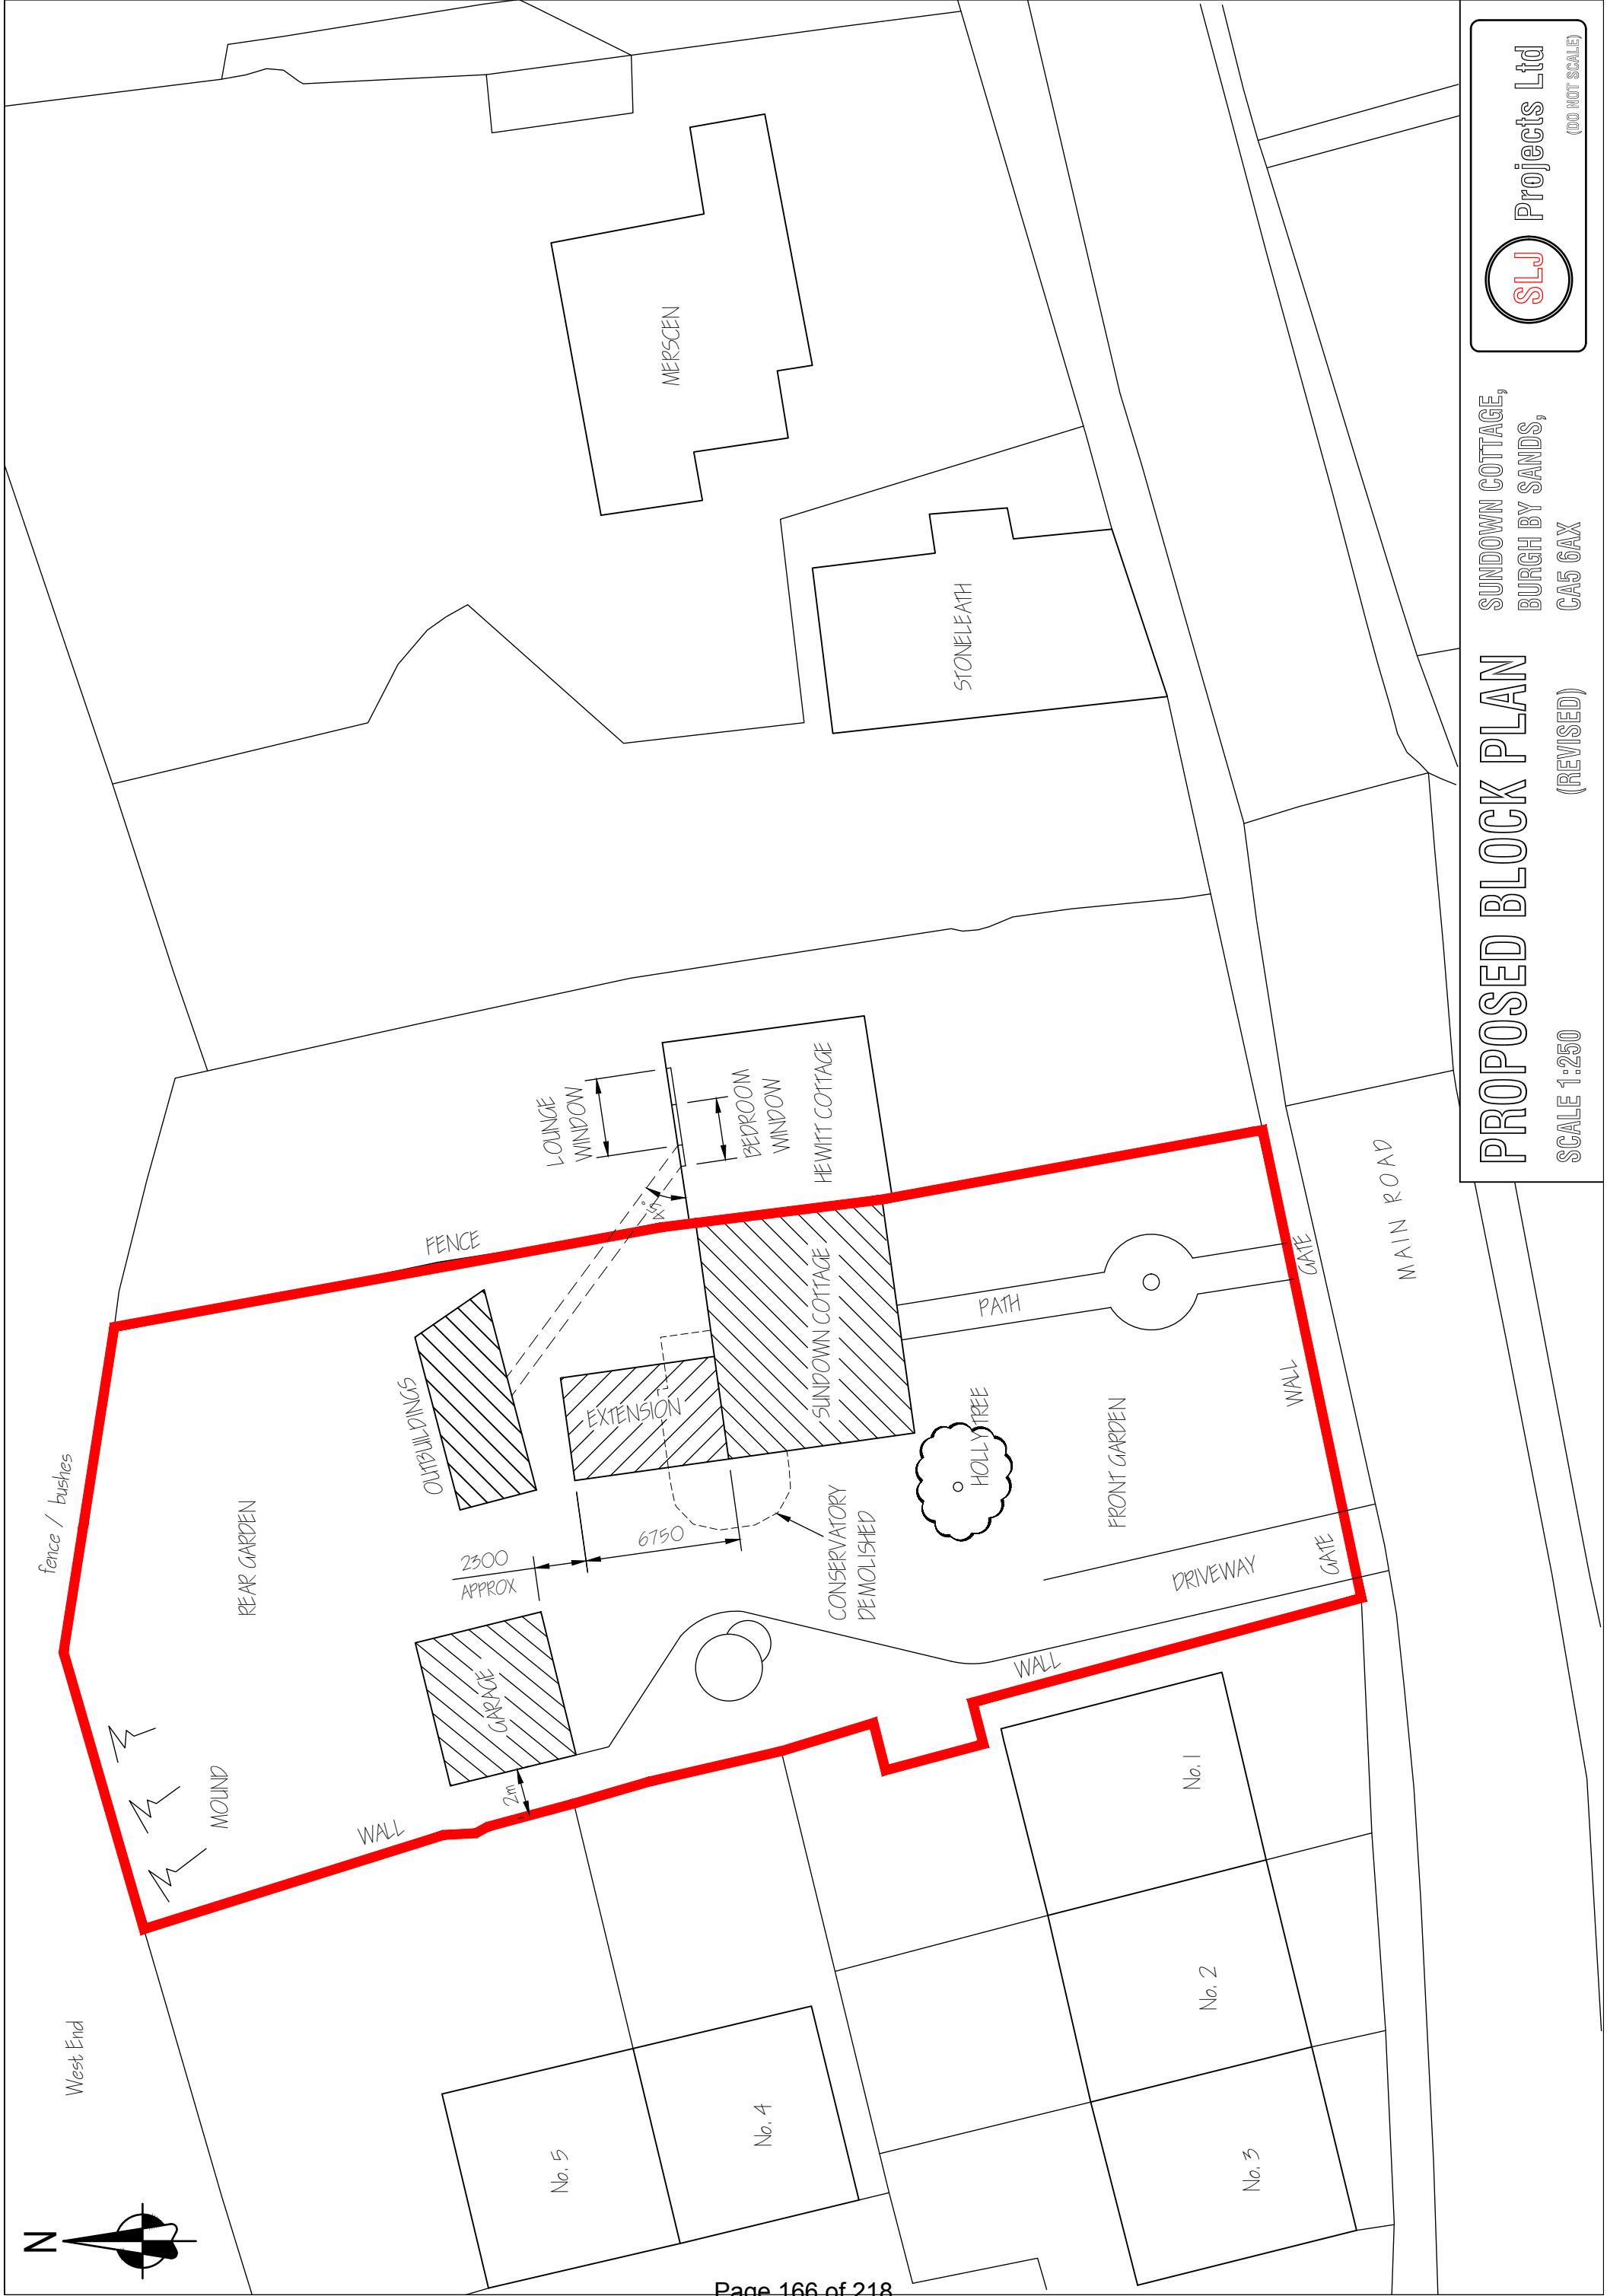 N
West End
fence / bushes
MOUND
REAR GARDEN
WALL
FENCE
OUTBUILDINGS
GARAGE
2m
2300
APPROX
6750
EXTENSION
45°
LOUNGE
WINDOW
BEDROOM
WINDOW
HEWITT COTTAGE
SUNDOWN COTTAGE
CONSERVATORY
DEMOLISHED
HOLLY TREE
FRONT GARDEN
PATH
DRIVEWAY
WALL
GATE
WALL
GATE
MAIN ROAD
MERSCEN
STONELEATH
No. 5
No. 4
No. 1
No. 2
No. 3
PROPOSED BLOCK PLAN
SCALE 1:250
(REVISED)
SUNDOWN COTTAGE,
BURGH BY SANDS,
CA5 6AX
SLJ Projects Ltd
(DO NOT SCALE)
Page 166 of 218